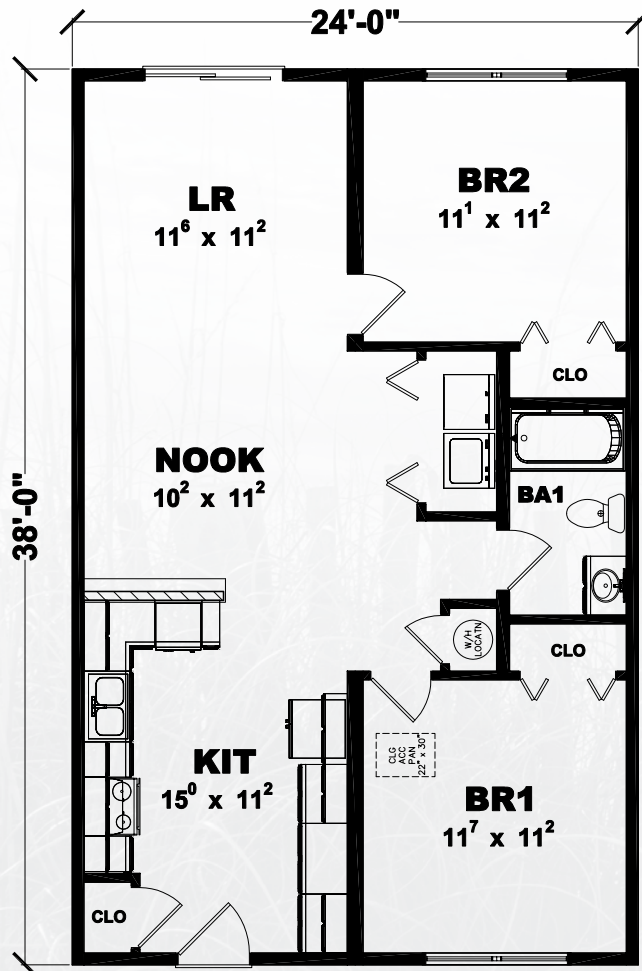 24'-0"
LR
11⁶ x 11²
BR2
11¹ x 11²
CLO
38'-0"
NOOK
10² x 11²
BA1
W/H
LOCATN
CLO
CLG
ACC
PAN
22" x 30"
KIT
15⁰ x 11²
BR1
11⁷ x 11²
CLO